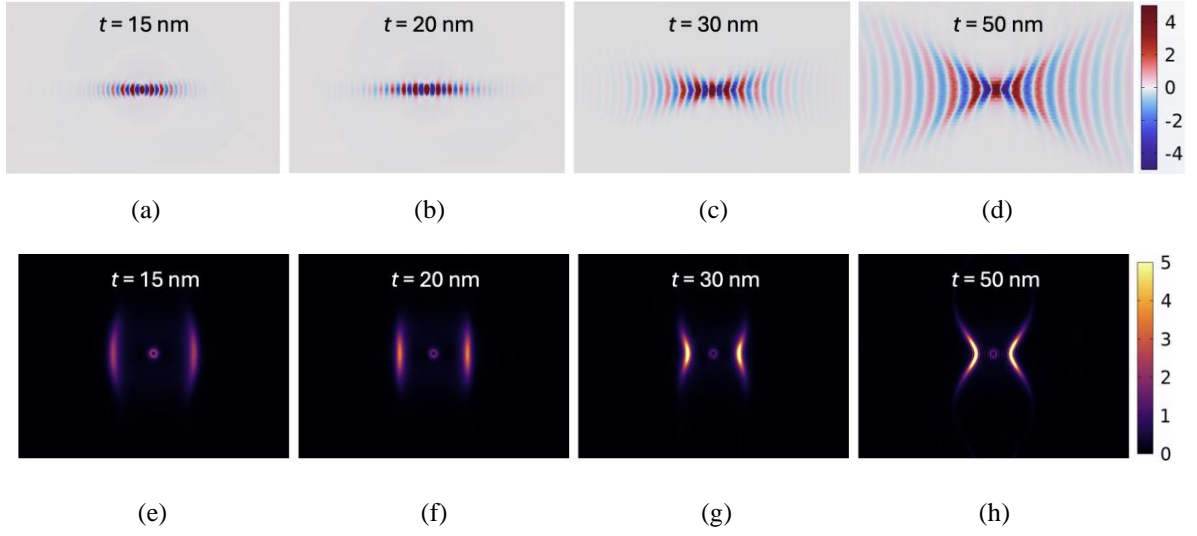 t = 15 nm t = 20 nm t = 30 nm t = 50 nm
4
2
0
-2
-4
(a) (b) (c) (d)
t = 15 nm t = 20 nm t = 30 nm t = 50 nm
5
4
3
2
1
0
(e) (f) (g) (h)